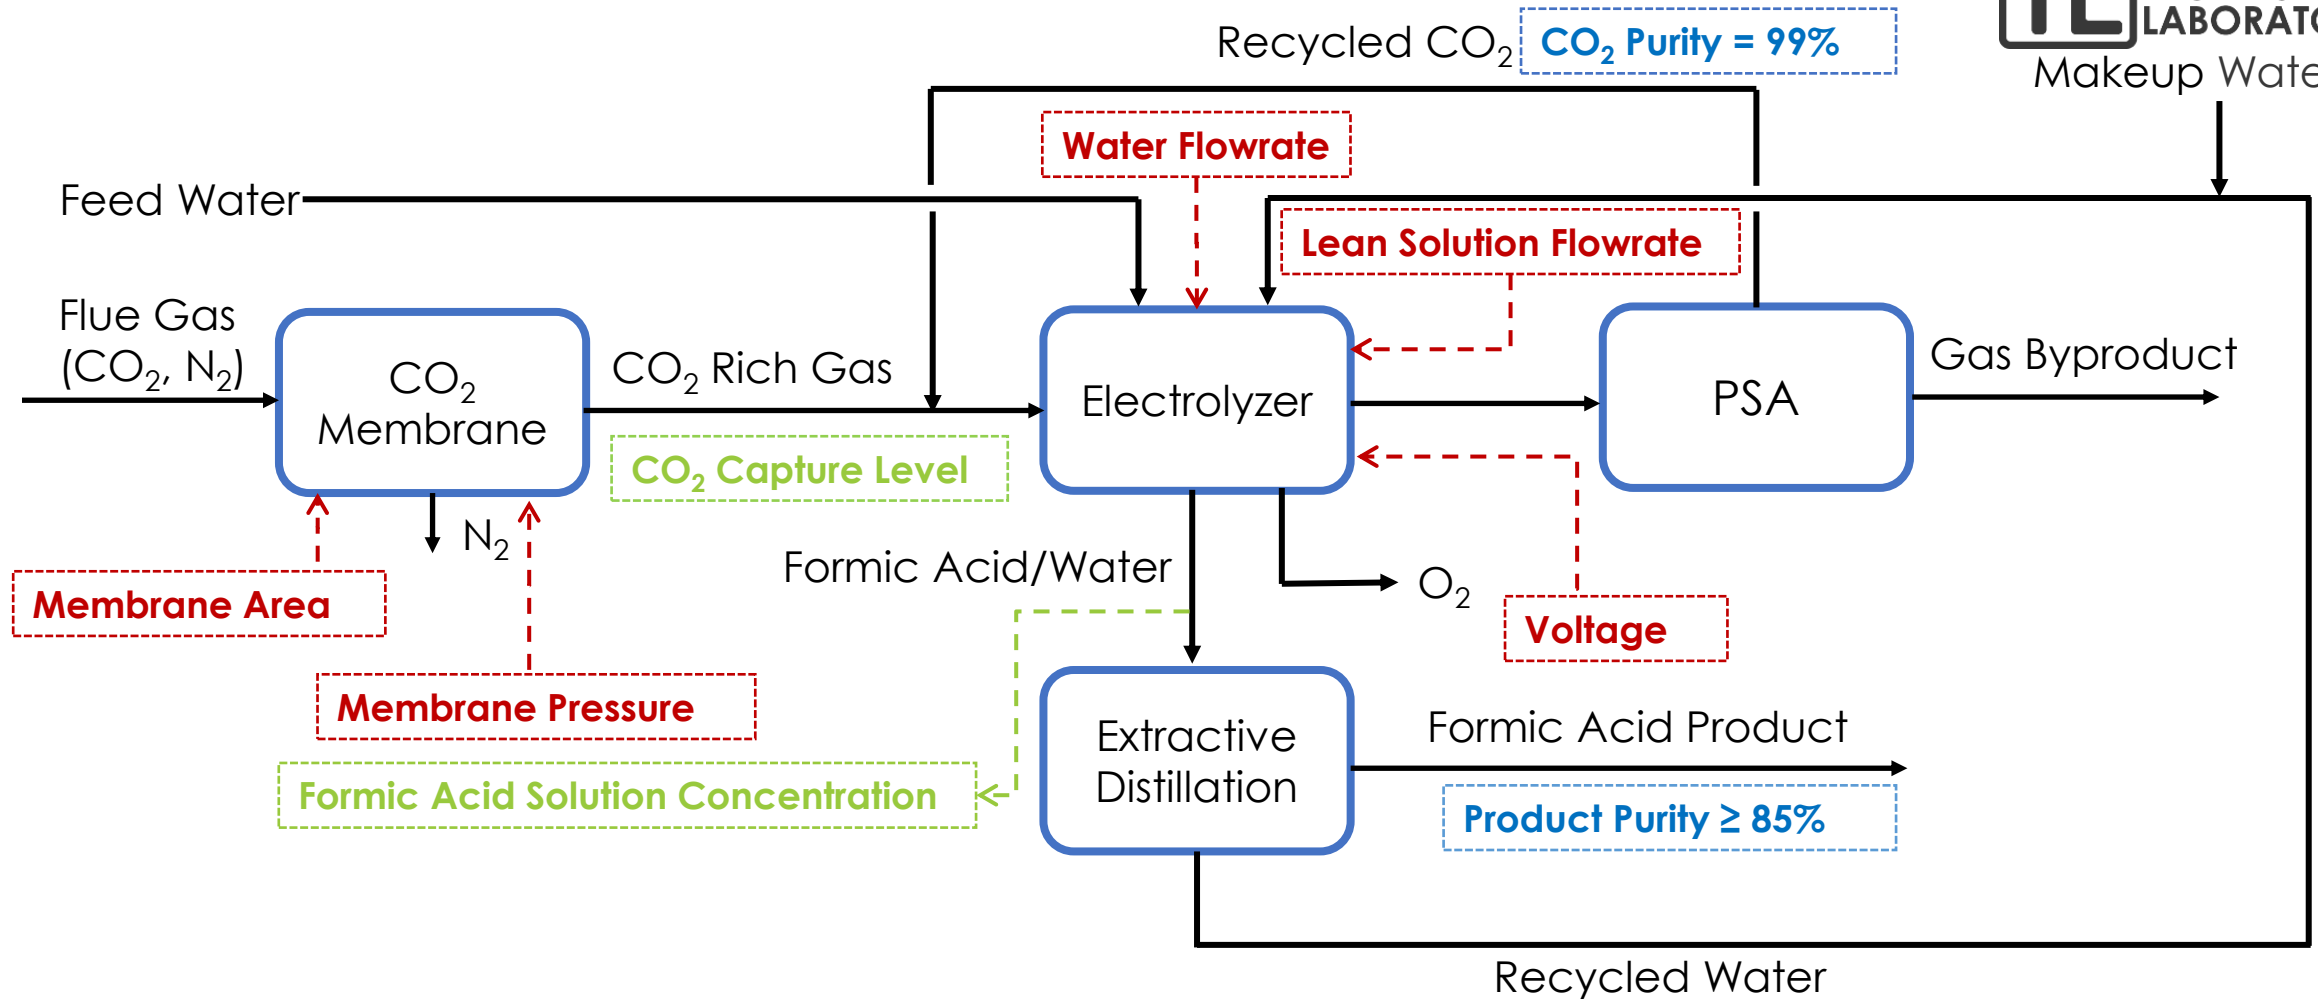 Recycled CO₂
CO₂ Purity = 99%
Makeup Wate
Water Flowrate
Feed Water
Lean Solution Flowrate
Flue Gas
(CO₂, N₂)
CO₂
Membrane
CO₂ Rich Gas
Electrolyzer
PSA
Gas Byproduct
CO₂ Capture Level
N₂
Formic Acid/Water
O₂
Membrane Area
Voltage
Membrane Pressure
Extractive
Distillation
Formic Acid Product
Formic Acid Solution Concentration
Product Purity ≥ 85%
Recycled Water